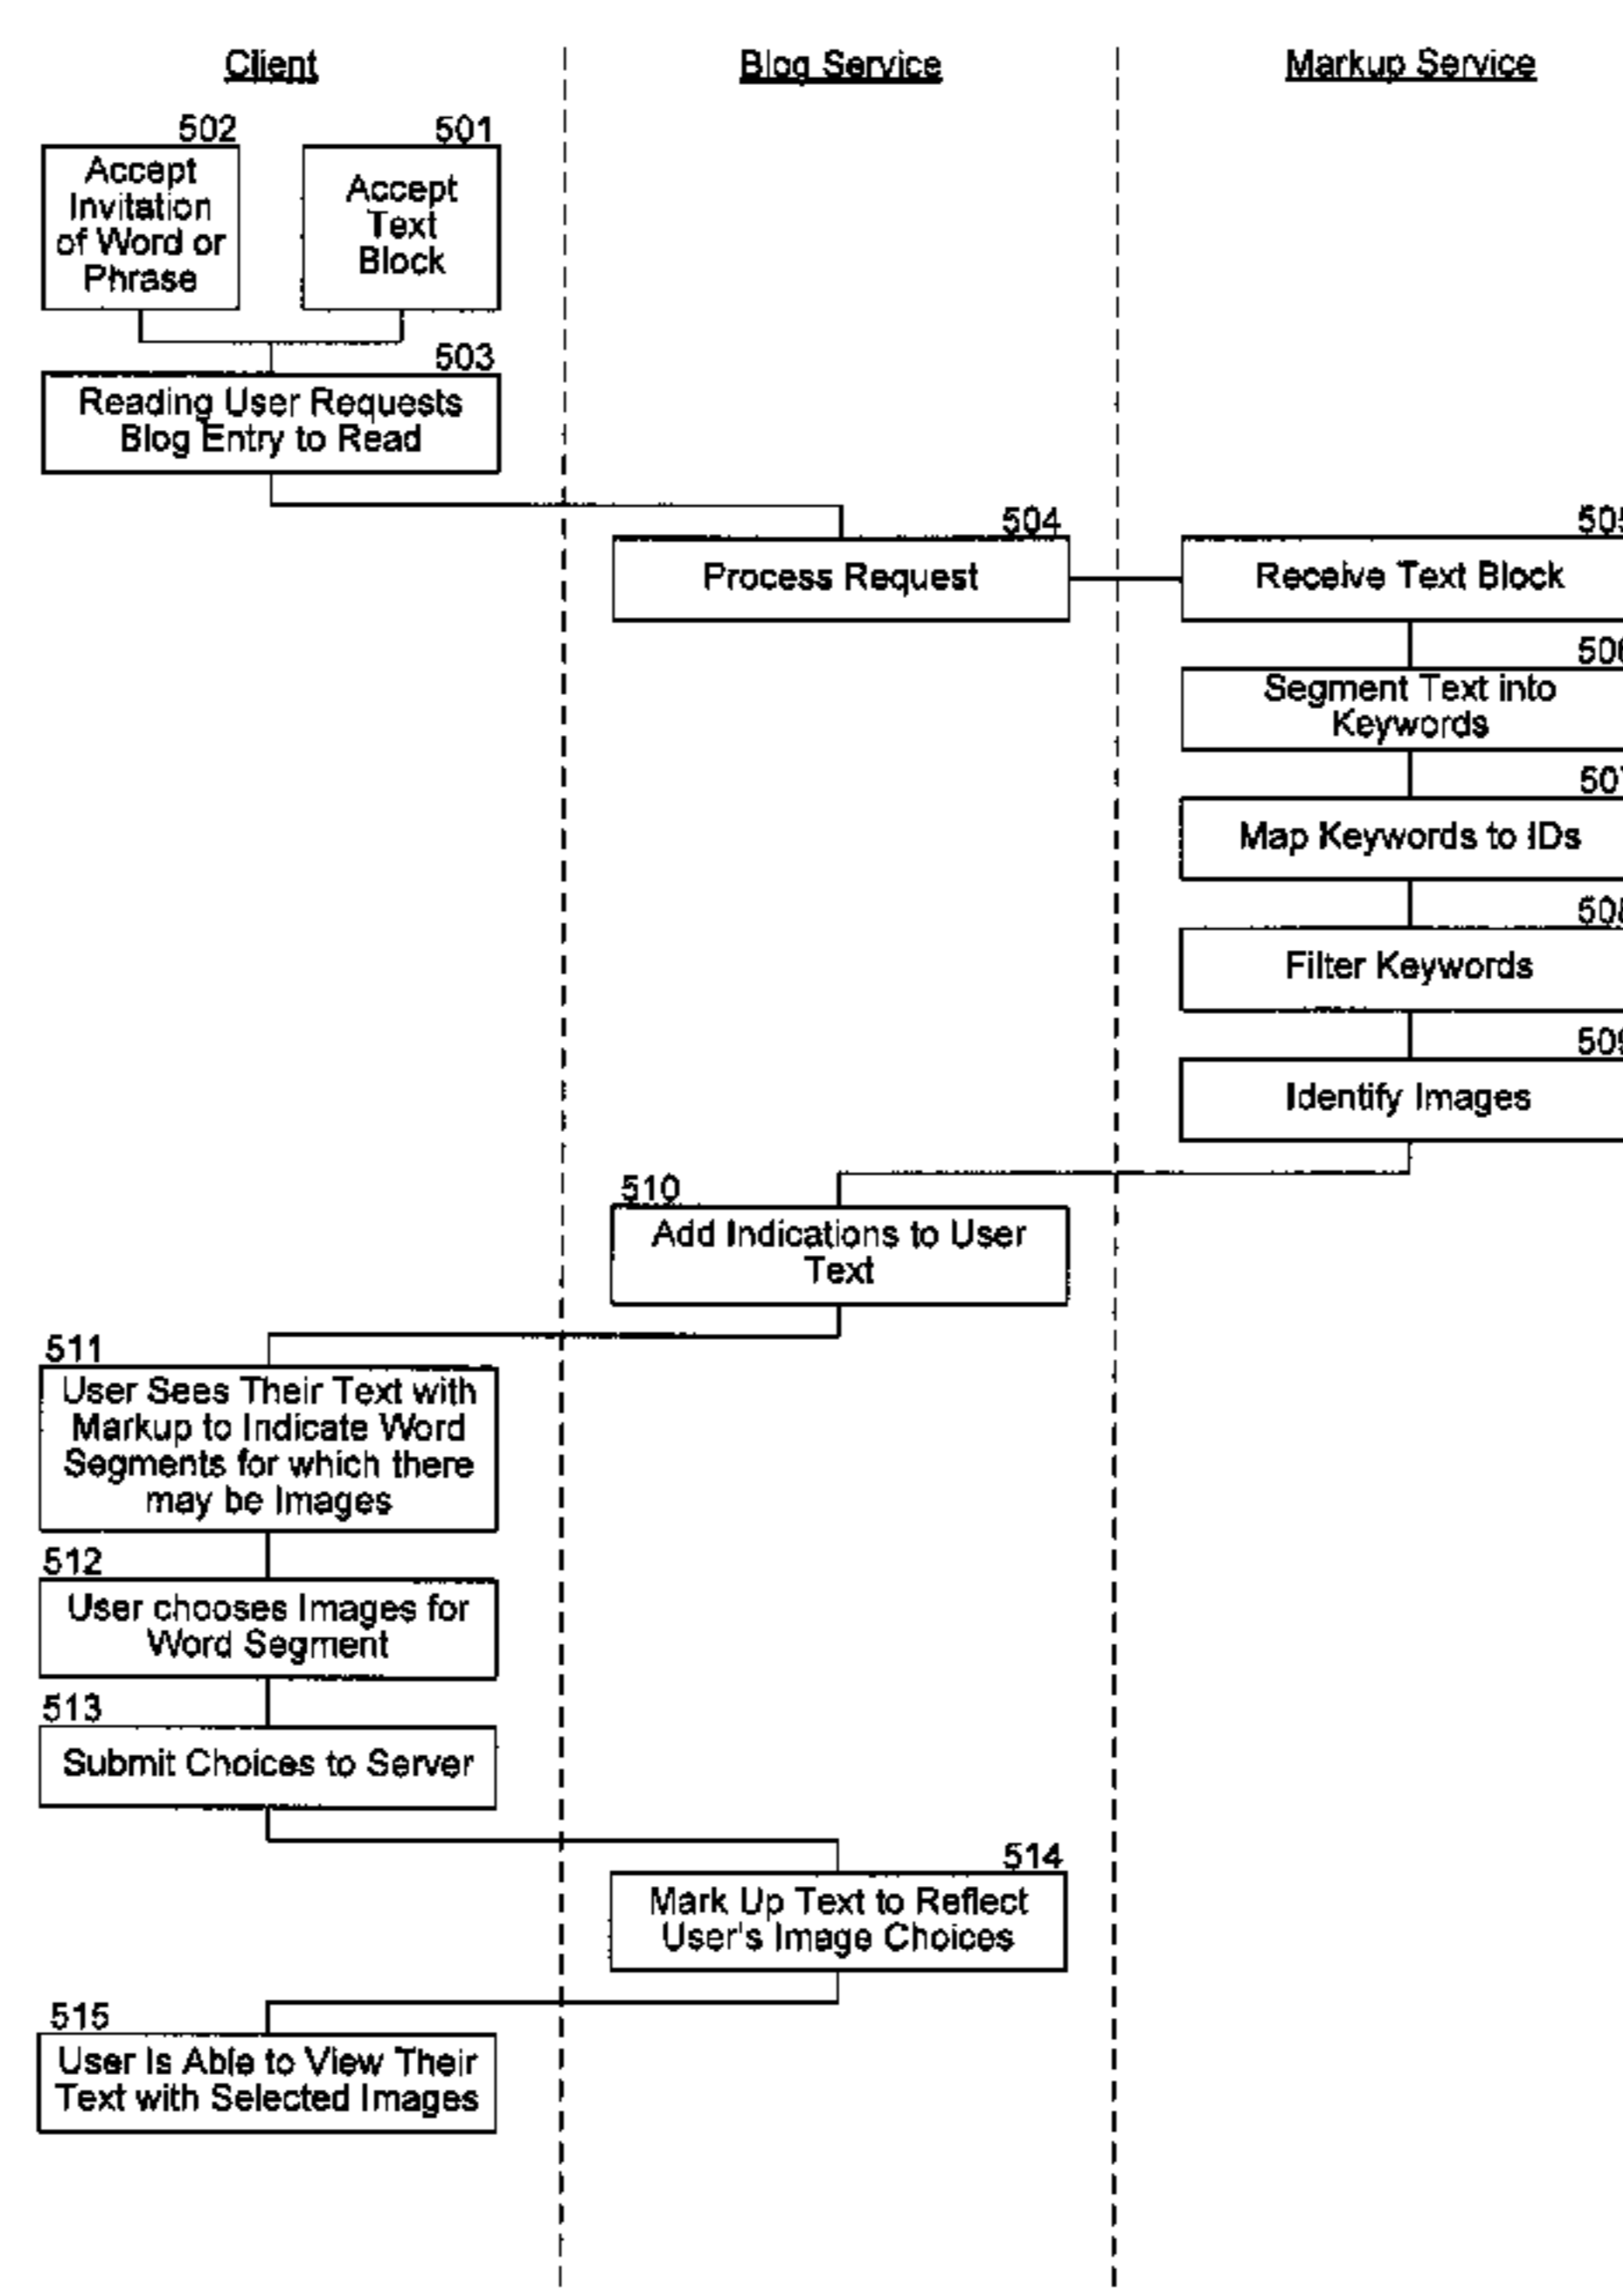 Client
Blog Service
Markup Service
502
501
Accept
Invitation
of Word or
Phrase
Accept
Text
Block
503
Reading User Requests
Blog Entry to Read
504
Process Request
505
Receive Text Block
506
Segment Text into
Keywords
507
Map Keywords to IDs
508
Filter Keywords
509
Identify Images
510
Add Indications to User
Text
511
User Sees Their Text with
Markup to Indicate Word
Segments for which there
may be Images
512
User chooses Images for
Word Segment
513
Submit Choices to Server
514
Mark Up Text to Reflect
User's Image Choices
515
User Is Able to View Their
Text with Selected Images